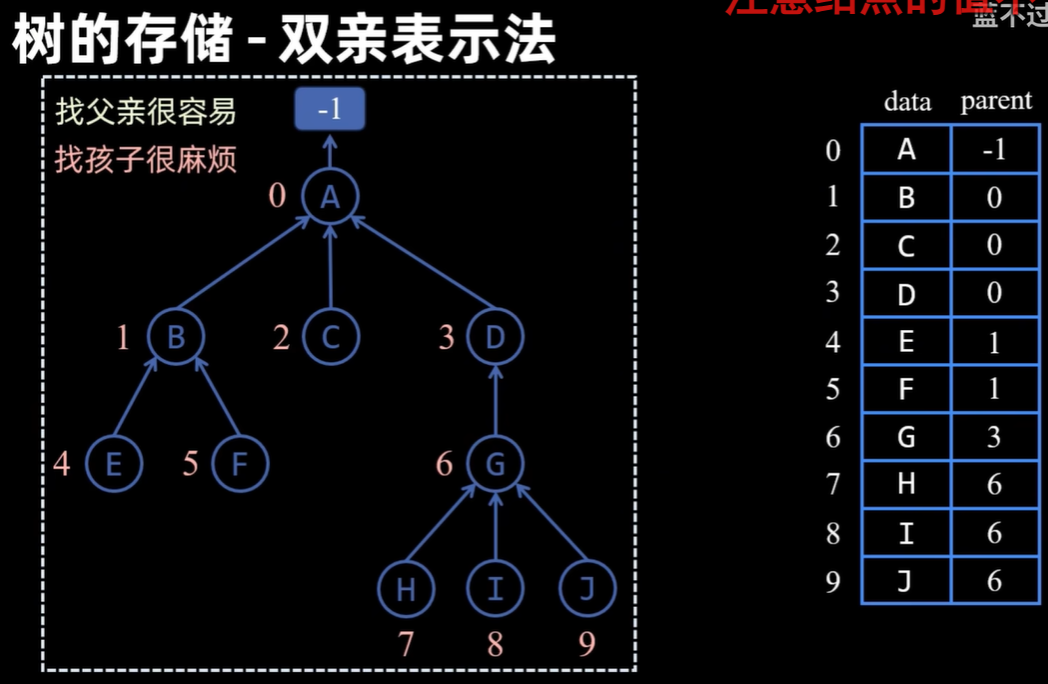 树的存储 - 双亲表示法
找父亲很容易
找孩子很麻烦
-1
0 A
1 B
2 C
3 D
4 E
5 F
6 G
H
I
J
7
8
9
data parent
0 A -1
1 B 0
2 C 0
3 D 0
4 E 1
5 F 1
6 G 3
7 H 6
8 I 6
9 J 6